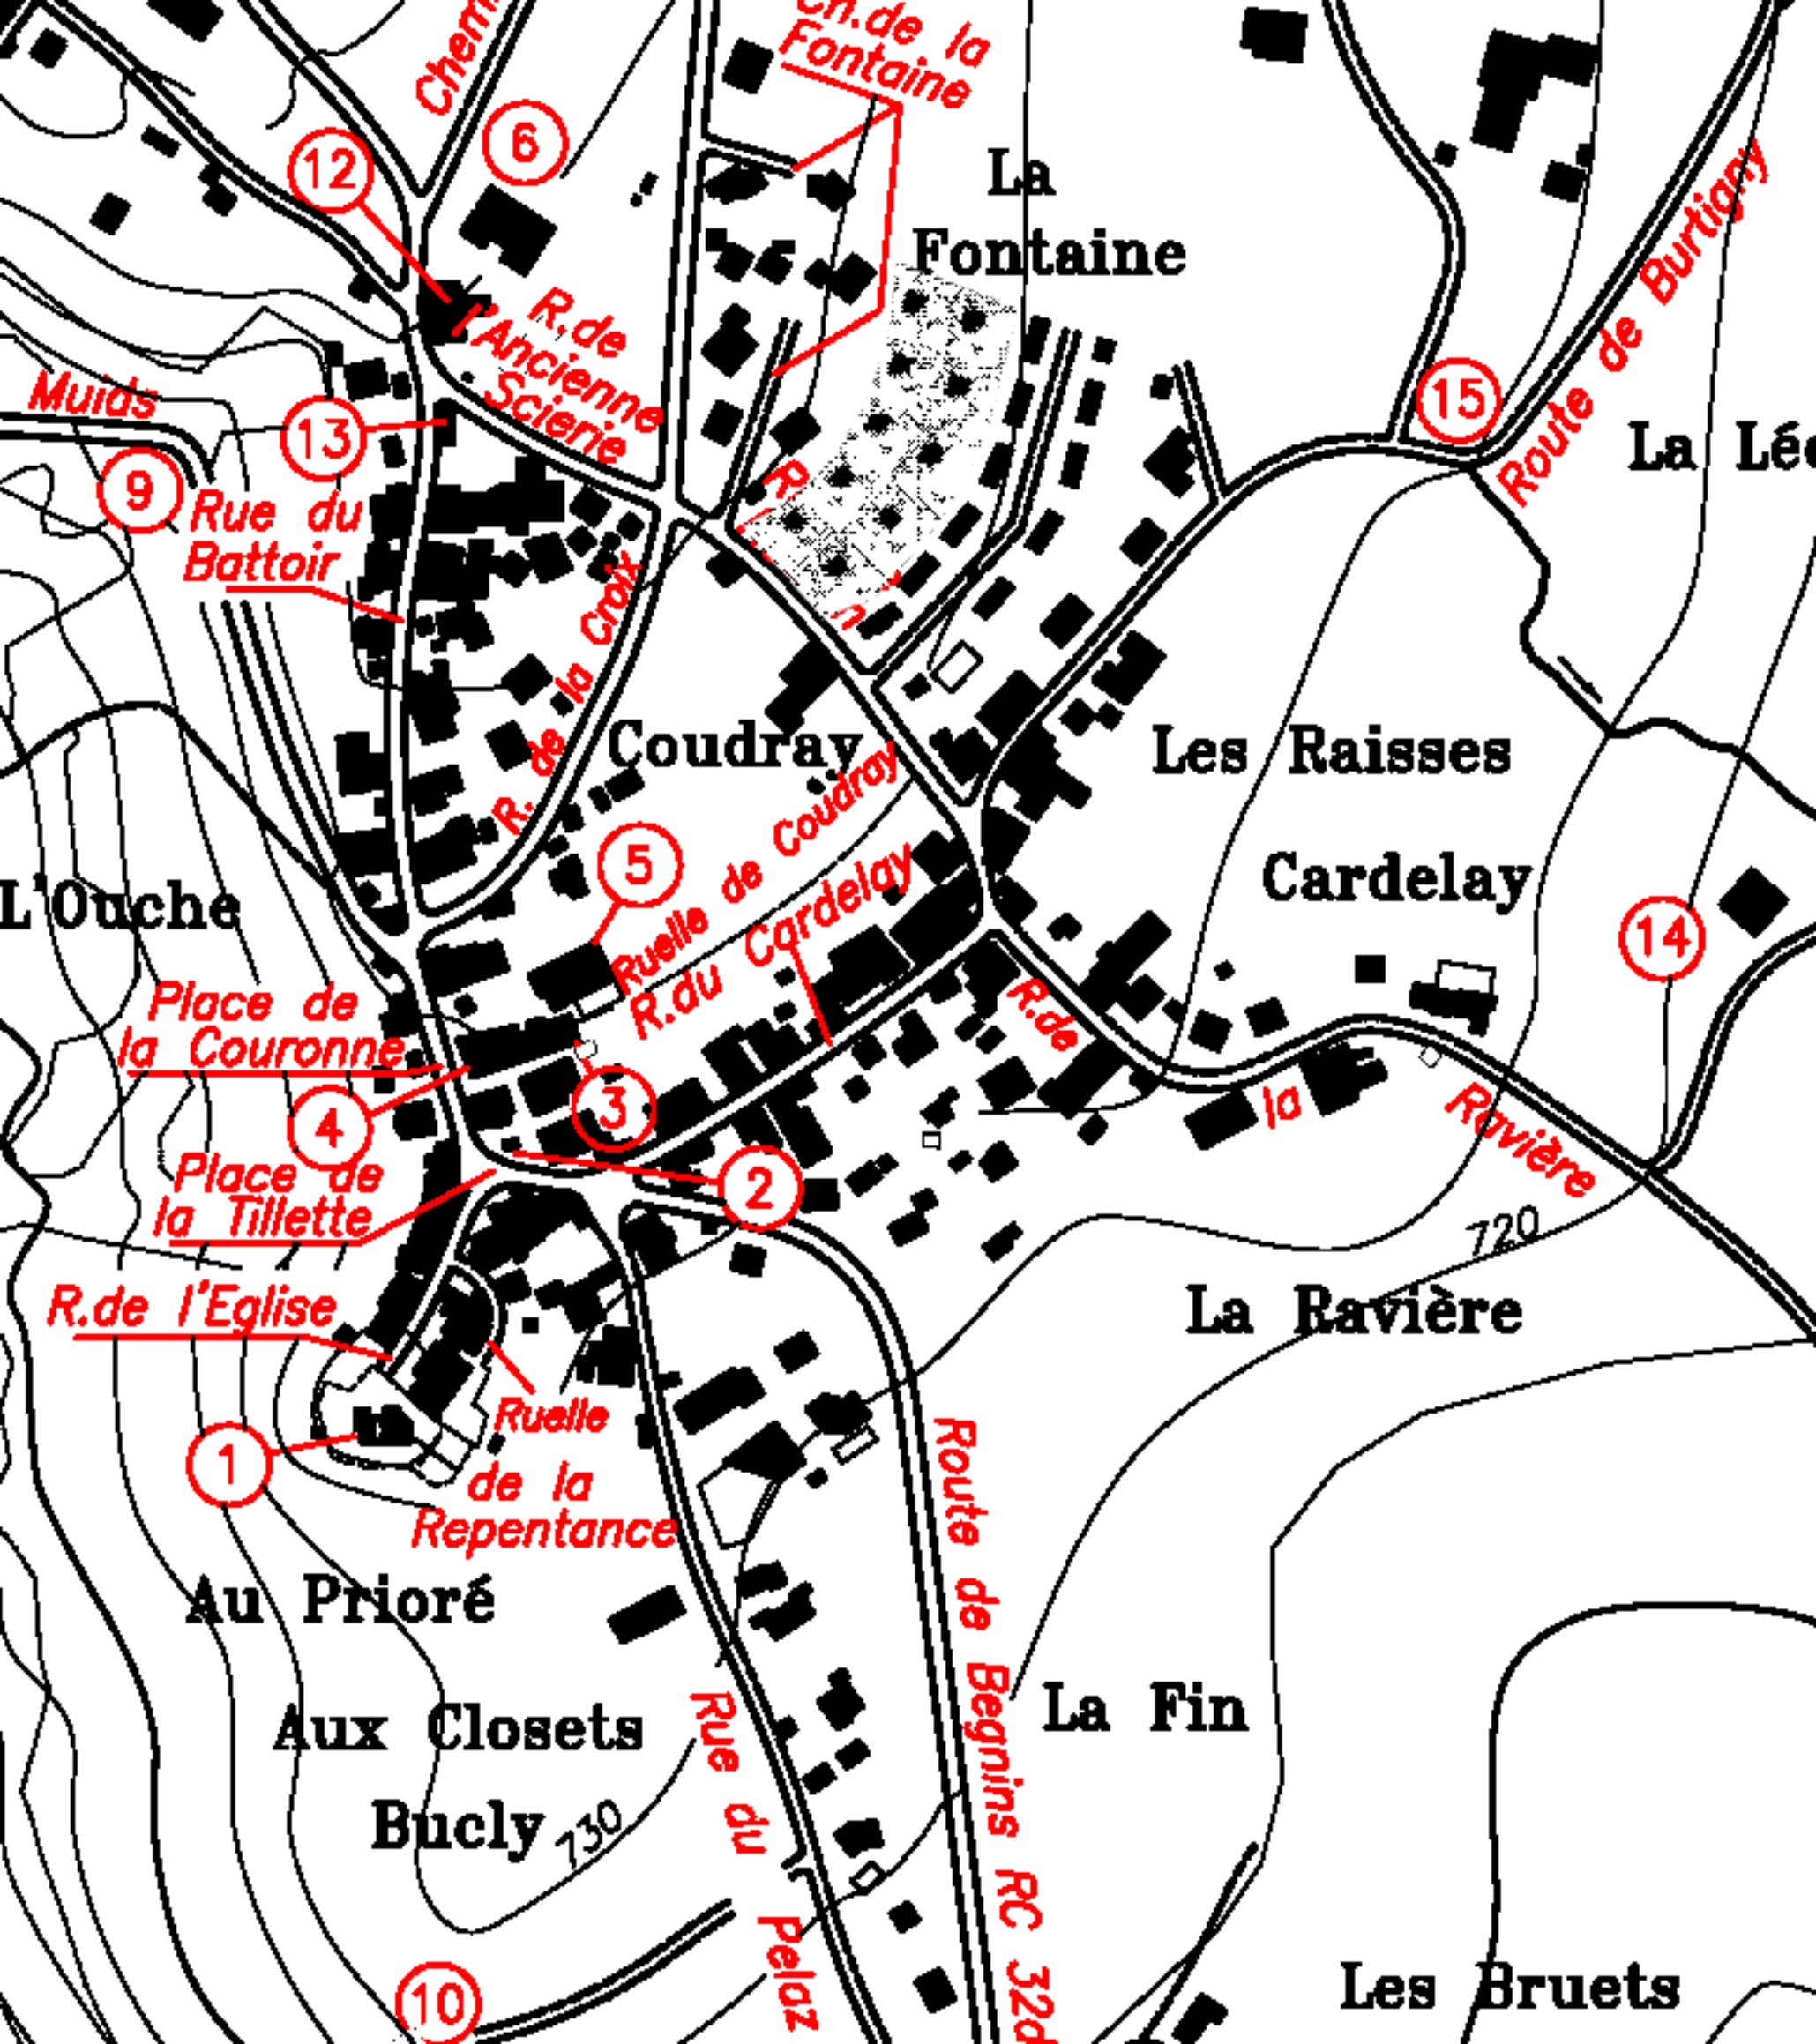 Ch.de la
Fontaine
6
12
La
Fontaine
R.de
l'Ancienne
Scierie
Route de Burtigny
15
Muids
13
9
La
Rue du
Battoir
R. de la Croix
Coudray
Les Raisses
5
Ruelle de Coudray
R.du Cardelay
Cardelay
L'Ouche
14
Place de
la Couronne
R.de la Ravière
3
4
Place de
la Tillette
2
720
R.de l'Eglise
La Ravière
Ruelle
de la
Repentance
1
Route de Begnins RC 32d
Au Prioré
La Fin
Aux Closets
Bucly
730
Rue du Pelaz
10
Les Bruets